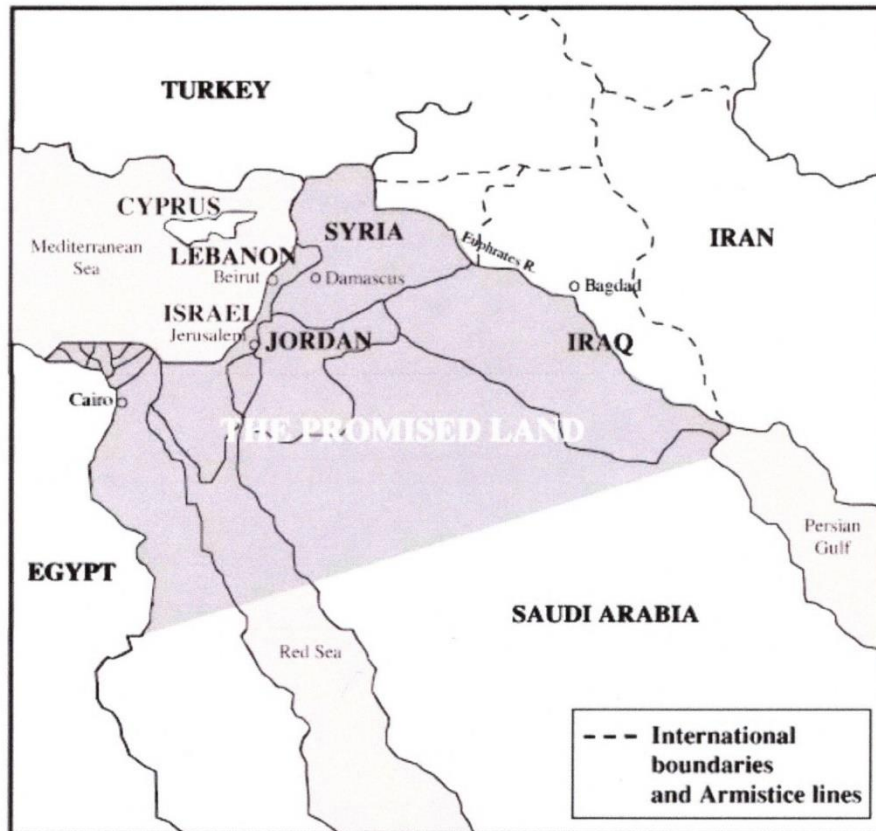 TURKEY
CYPRUS
Mediterranean
Sea
LEBANON
Beirut
SYRIA
Damascus
Euphrates R.
IRAN
Bagdad
ISRAEL
Jerusalem
JORDAN
IRAQ
Cairo
THE PROMISED LAND
EGYPT
Persian
Gulf
SAUDI ARABIA
Red Sea
International
boundaries
and Armistice lines